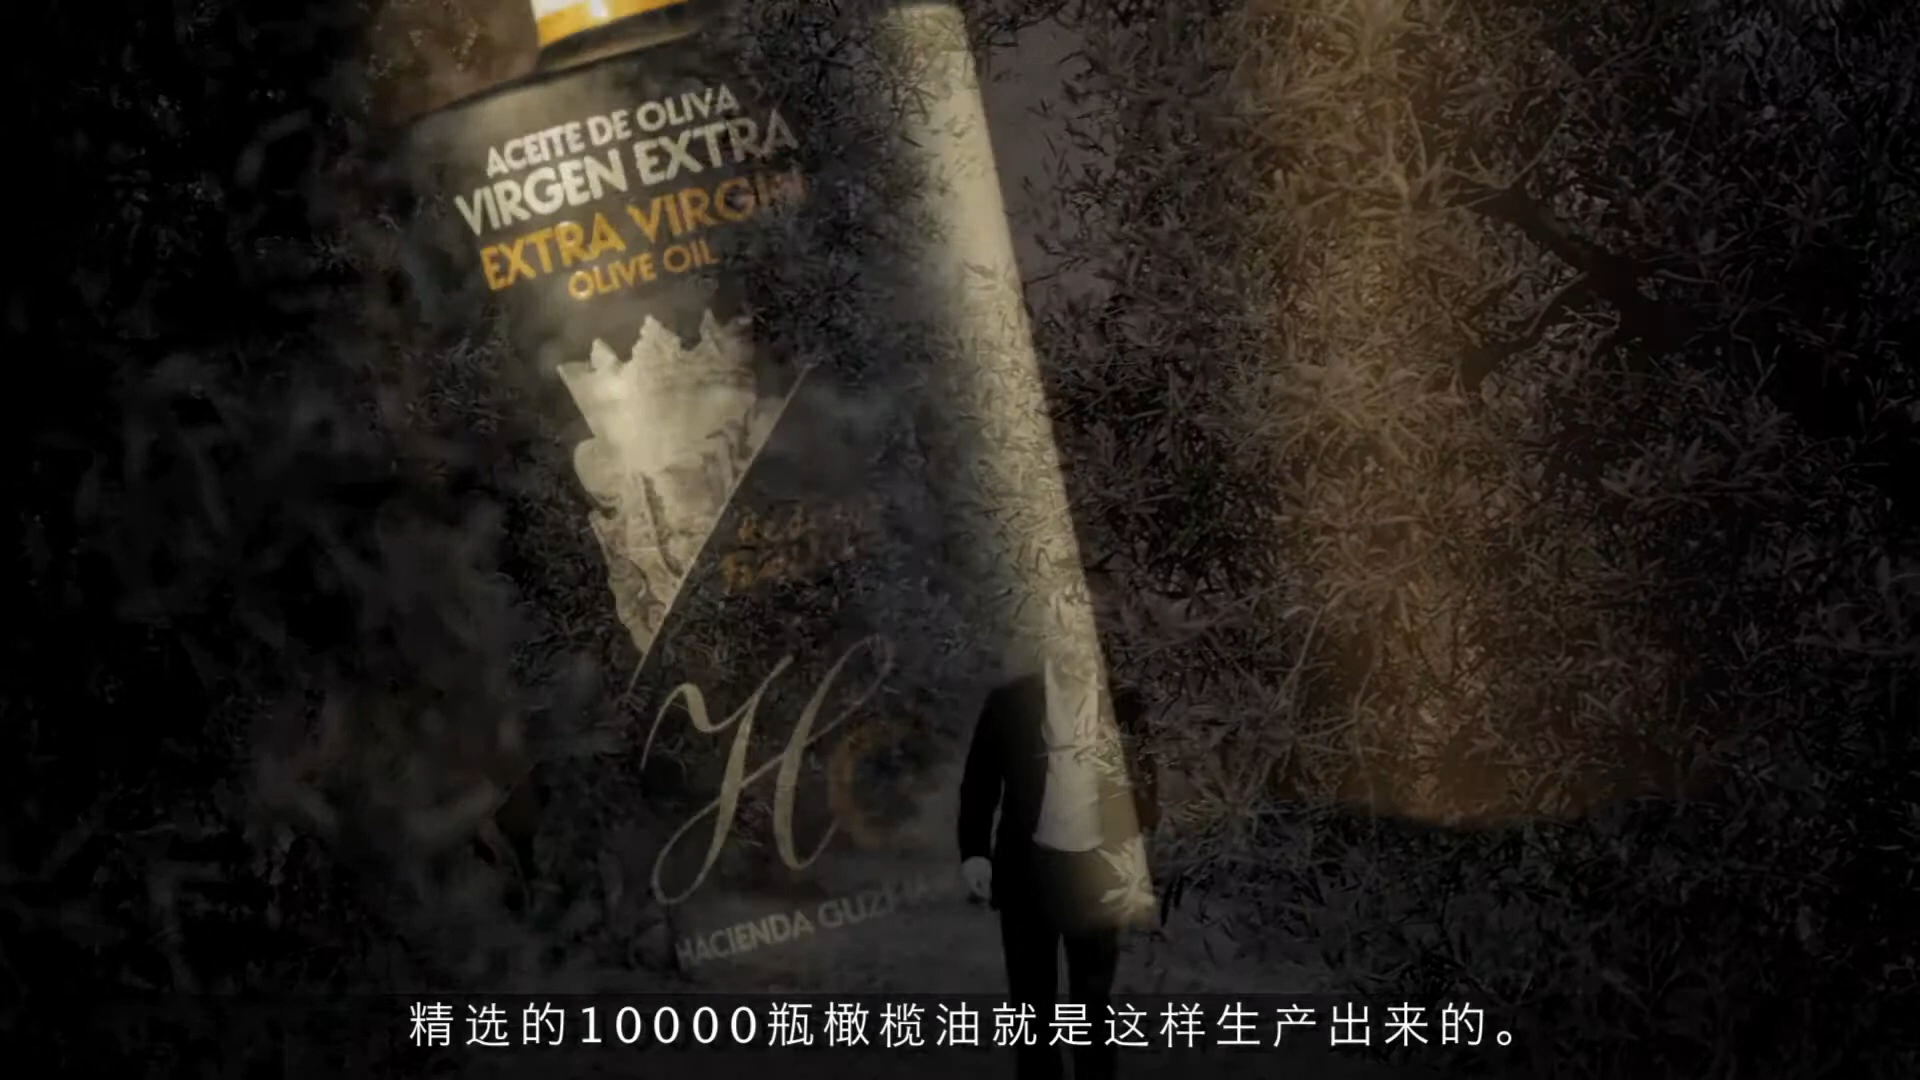 ACEITE DE OLIVA
VIRGEN EXTRA
EXTRA VIRGIN
OLIVE OIL
H
HACIENDA GUZMÁN
精选的10000瓶橄榄油就是这样生产出来的。